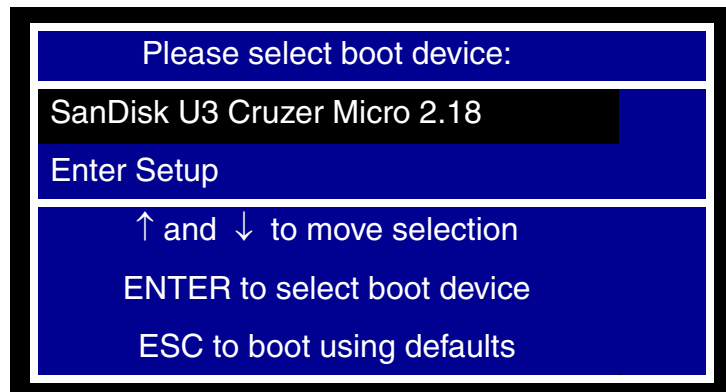 Please select boot device:
SanDisk U3 Cruzer Micro 2.18
Enter Setup
↑ and ↓ to move selection
ENTER to select boot device
ESC to boot using defaults